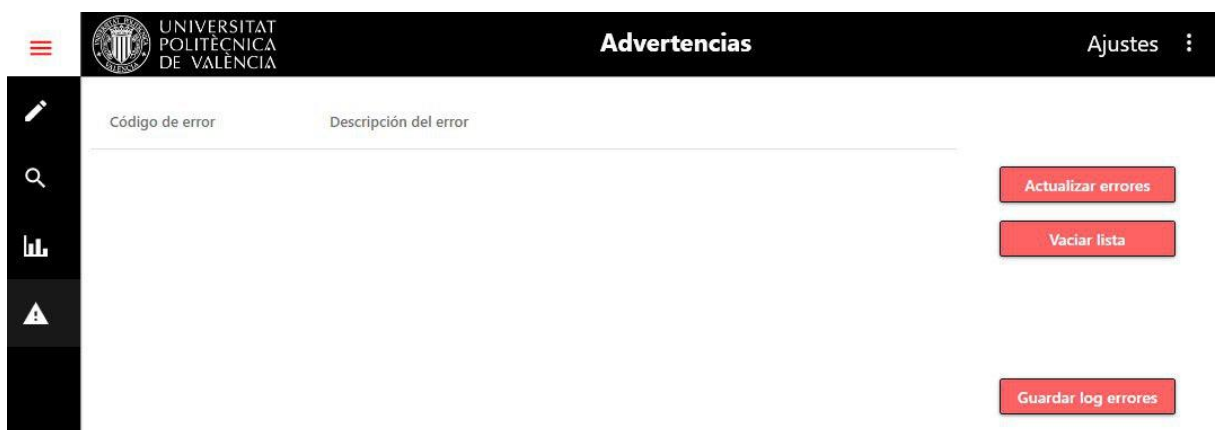 UNIVERSITAT
POLITÈCNICA
DE VALÈNCIA
Advertencias
Ajustes
Código de error
Descripción del error
Actualizar errores
Vaciar lista
Guardar log errores